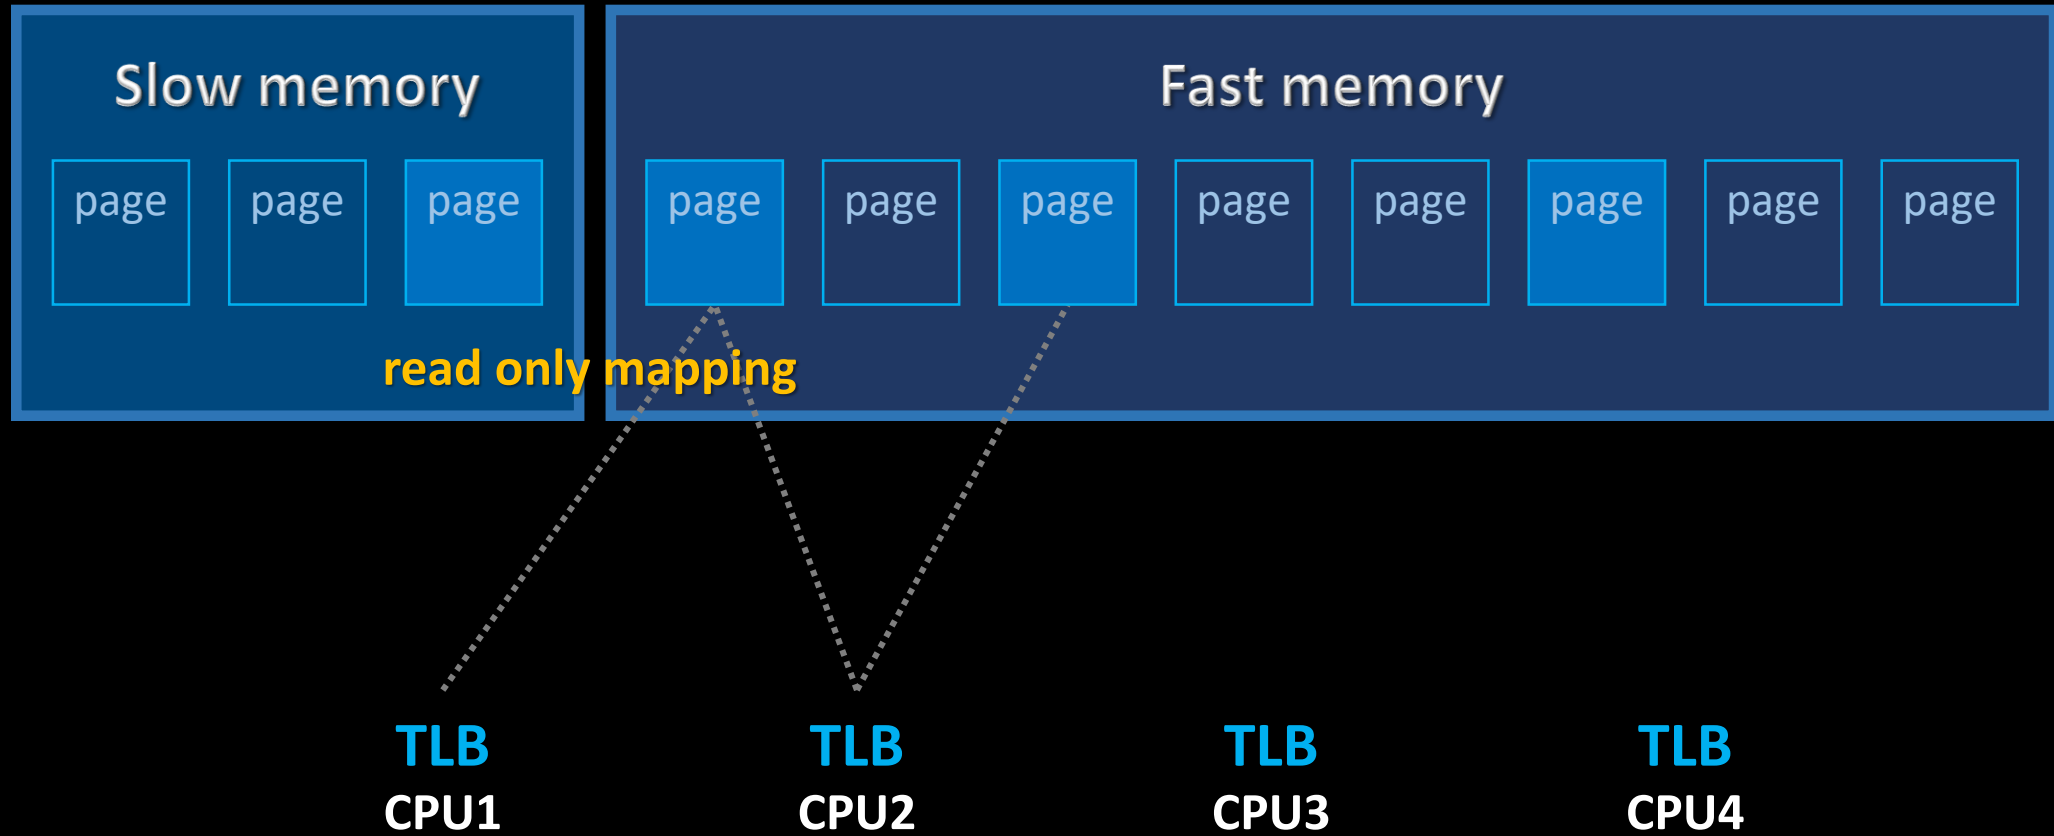 Slow memory
Fast memory
page page page page page page page page page page page
read only mapping
TLB TLB TLB TLB
CPU1 CPU2 CPU3 CPU4